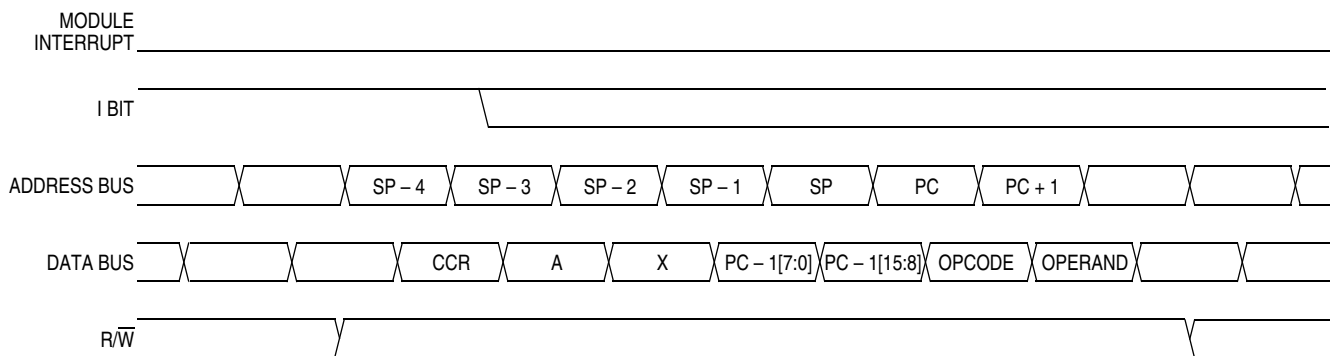 MODULE
INTERRUPT
I BIT
ADDRESS BUS SP – 4 SP – 3 SP – 2 SP – 1 SP PC PC + 1
DATA BUS CCR A X PC – 1[7:0] PC – 1[15:8] OPCODE OPERAND
R/W̅